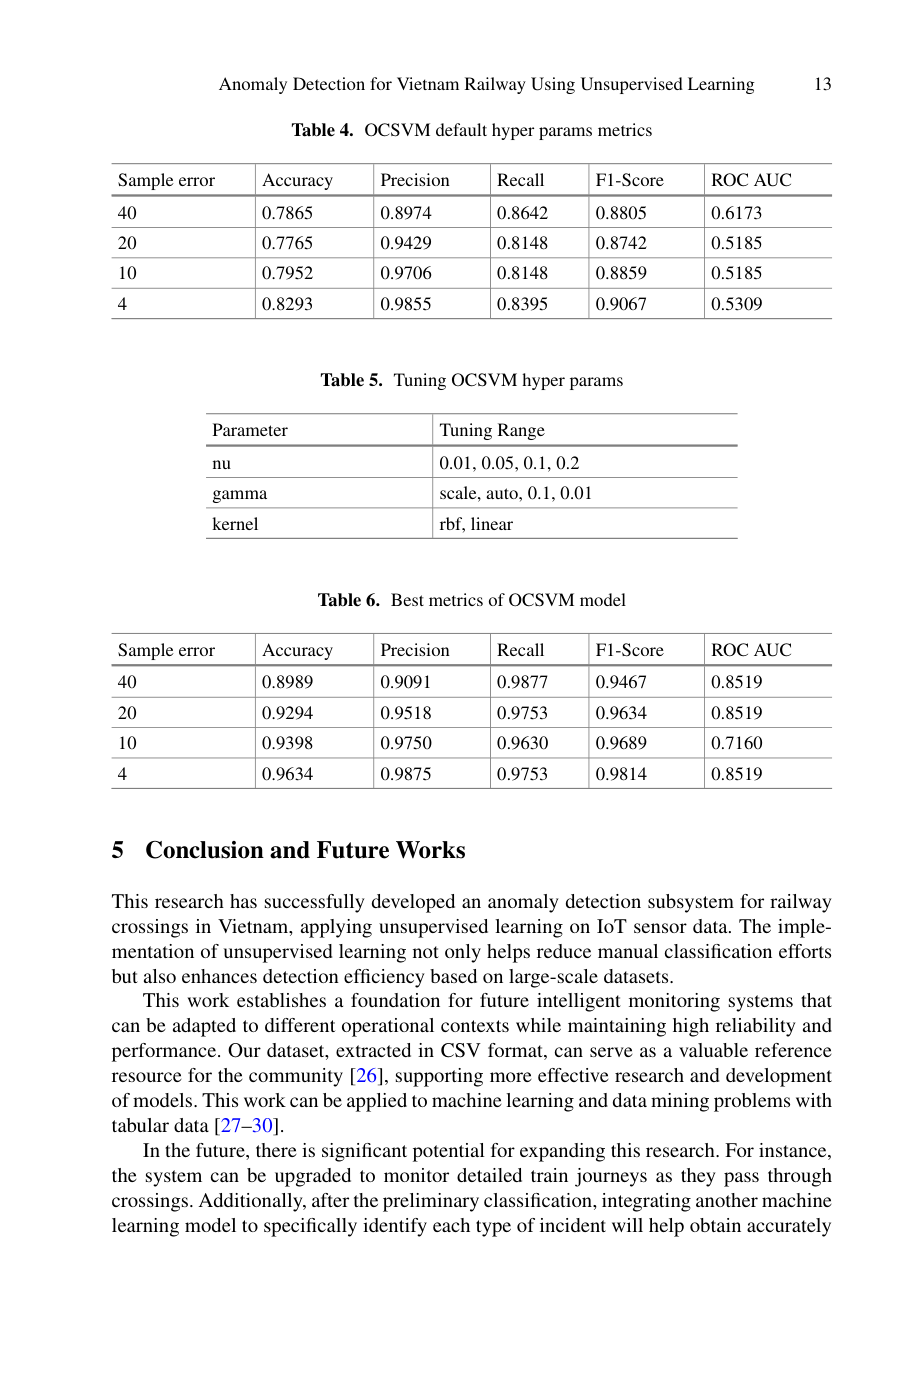 Anomaly Detection for Vietnam Railway Using Unsupervised Learning 13
Table 4. OCSVM default hyper params metrics
Sample error Accuracy Precision Recall F1-Score ROC AUC
40 0.7865 0.8974 0.8642 0.8805 0.6173
20 0.7765 0.9429 0.8148 0.8742 0.5185
10 0.7952 0.9706 0.8148 0.8859 0.5185
4 0.8293 0.9855 0.8395 0.9067 0.5309
Table 5. Tuning OCSVM hyper params
Parameter Tuning Range
nu 0.01, 0.05, 0.1, 0.2
gamma scale, auto, 0.1, 0.01
kernel rbf, linear
Table 6. Best metrics of OCSVM model
Sample error Accuracy Precision Recall F1-Score ROC AUC
40 0.8989 0.9091 0.9877 0.9467 0.8519
20 0.9294 0.9518 0.9753 0.9634 0.8519
10 0.9398 0.9750 0.9630 0.9689 0.7160
4 0.9634 0.9875 0.9753 0.9814 0.8519
5 Conclusion and Future Works
This research has successfully developed an anomaly detection subsystem for railway
crossings in Vietnam, applying unsupervised learning on IoT sensor data. The imple-
mentation of unsupervised learning not only helps reduce manual classification efforts
but also enhances detection efficiency based on large-scale datasets.
This work establishes a foundation for future intelligent monitoring systems that
can be adapted to different operational contexts while maintaining high reliability and
performance. Our dataset, extracted in CSV format, can serve as a valuable reference
resource for the community [26], supporting more effective research and development
of models. This work can be applied to machine learning and data mining problems with
tabular data [27–30].
In the future, there is significant potential for expanding this research. For instance,
the system can be upgraded to monitor detailed train journeys as they pass through
crossings. Additionally, after the preliminary classification, integrating another machine
learning model to specifically identify each type of incident will help obtain accurately